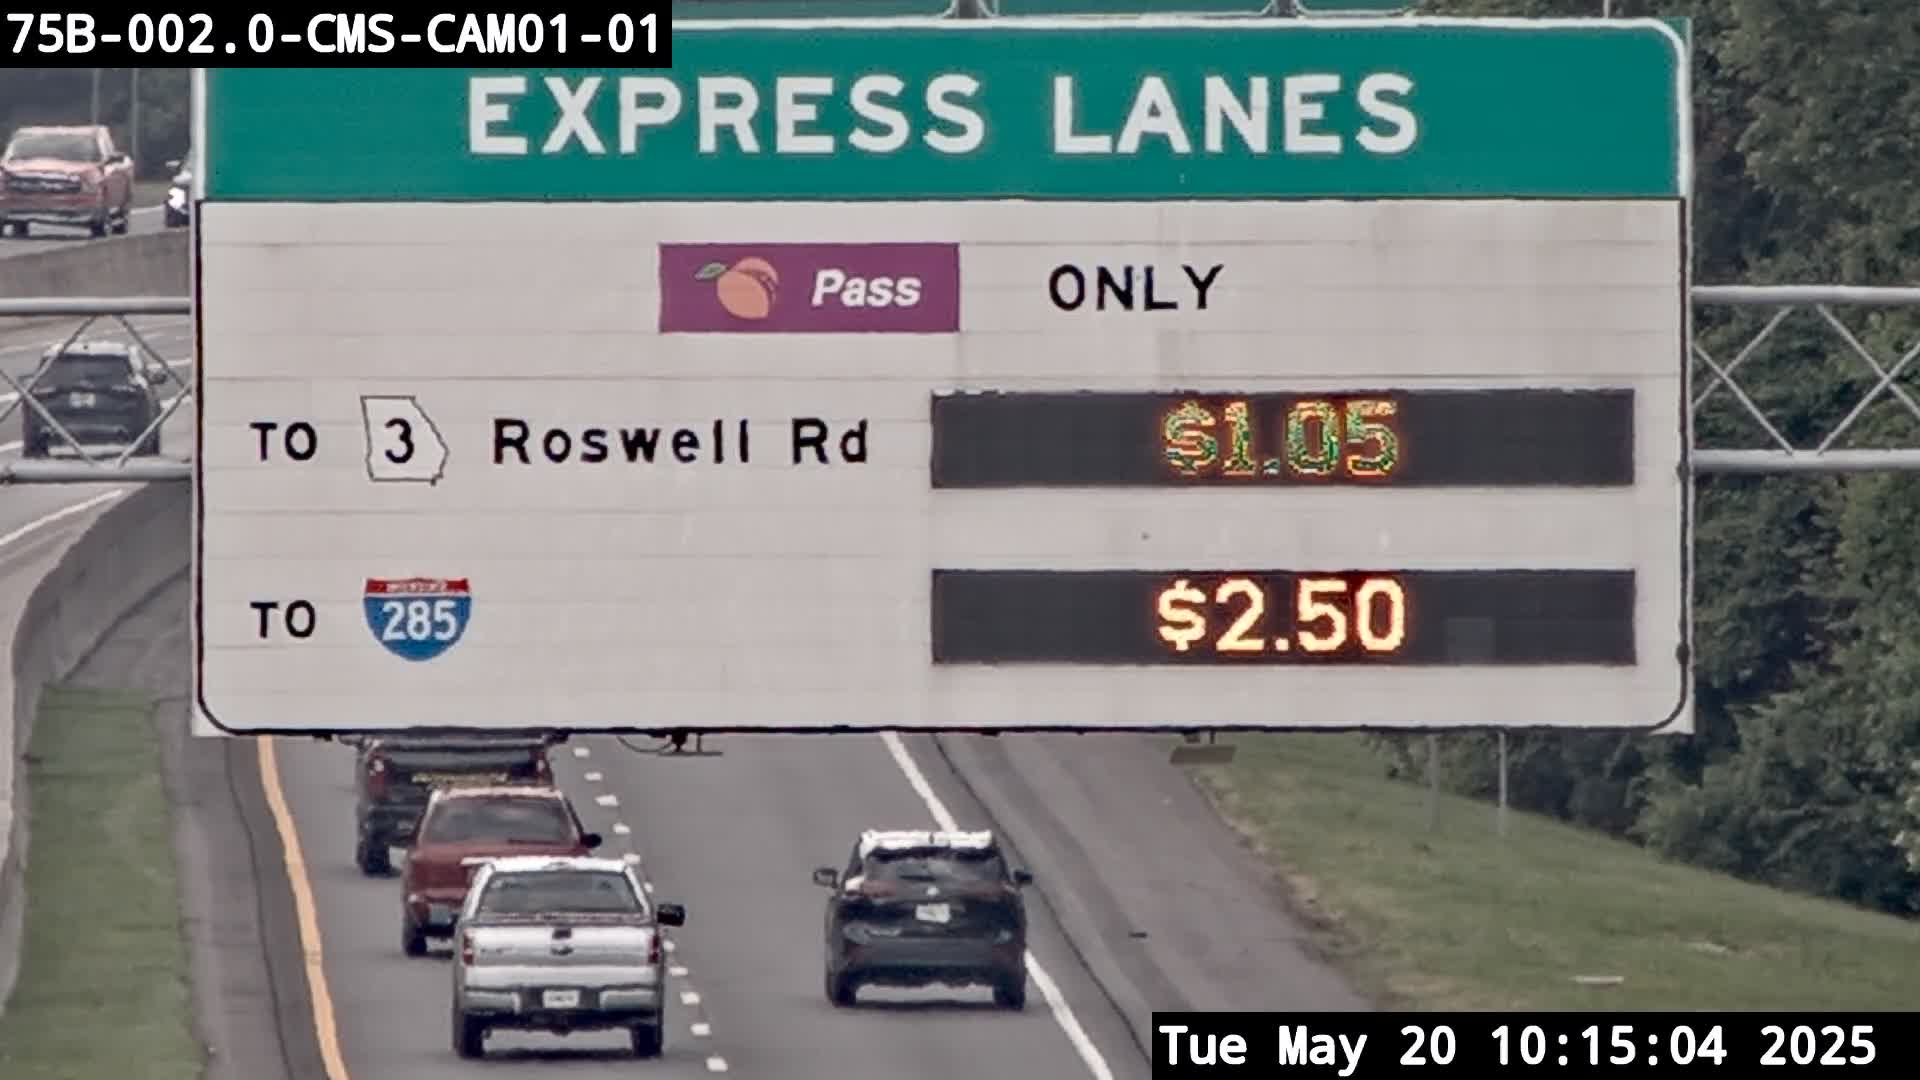 75B-002.0-CMS-CAM01-01
EXPRESS LANES
Pass ONLY
TO 3 Roswell Rd $1.05
TO 285 $2.50
Tue May 20 10:15:04 2025